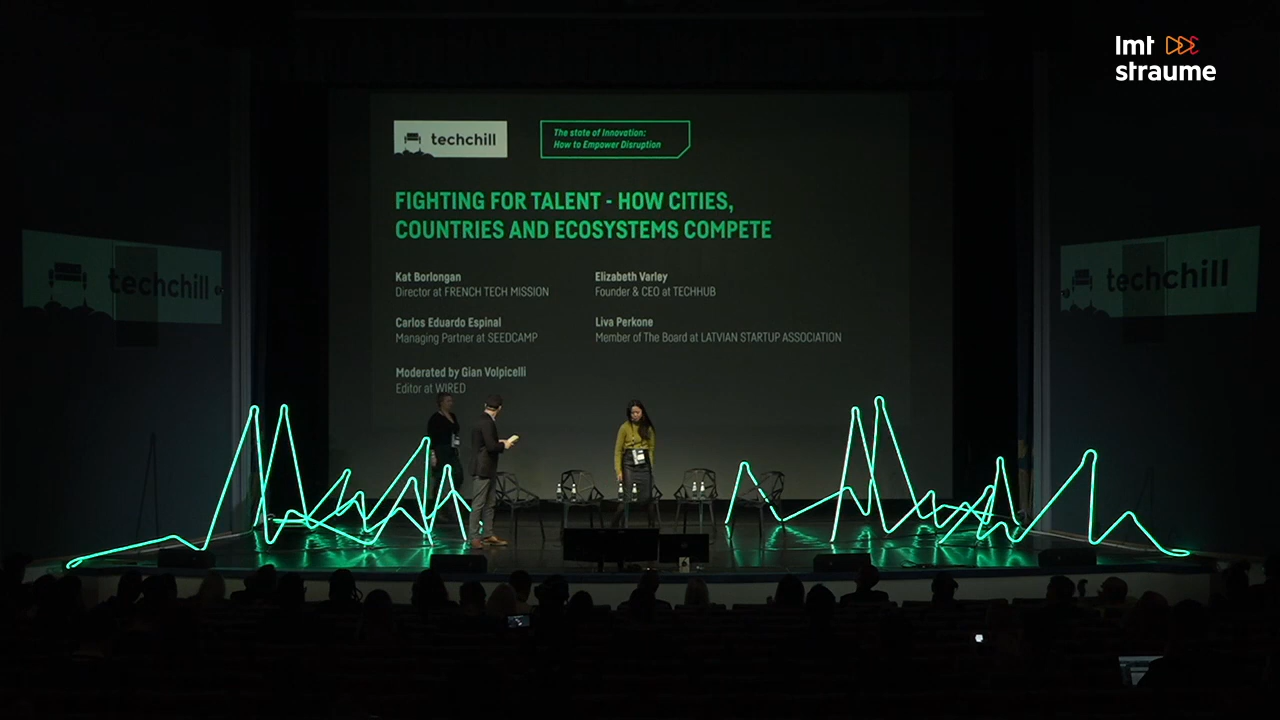 lmt
straume
techchill
The state of Innovation:
How to Empower Disruption
FIGHTING FOR TALENT - HOW CITIES,
COUNTRIES AND ECOSYSTEMS COMPETE
Kat Borlongan
Director at FRENCH TECH MISSION
Elizabeth Varley
Founder & CEO at TECHHUB
Carlos Eduardo Espinal
Managing Partner at SEEDCAMP
Liva Perkone
Member of The Board at LATVIAN STARTUP ASSOCIATION
Moderated by Gian Volpicelli
Editor at WIRED
techchill
techchill